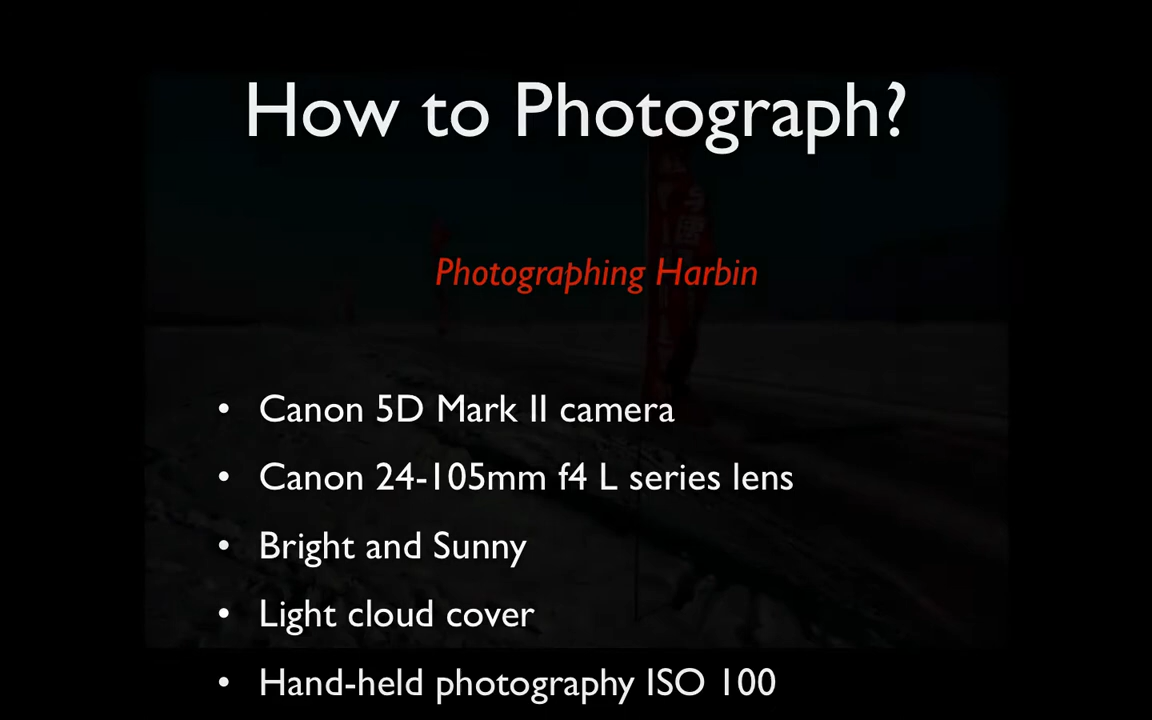 How to Photograph?
Photographing Harbin
• Canon 5D Mark II camera
• Canon 24-105mm f4 L series lens
• Bright and Sunny
• Light cloud cover
• Hand-held photography ISO 100